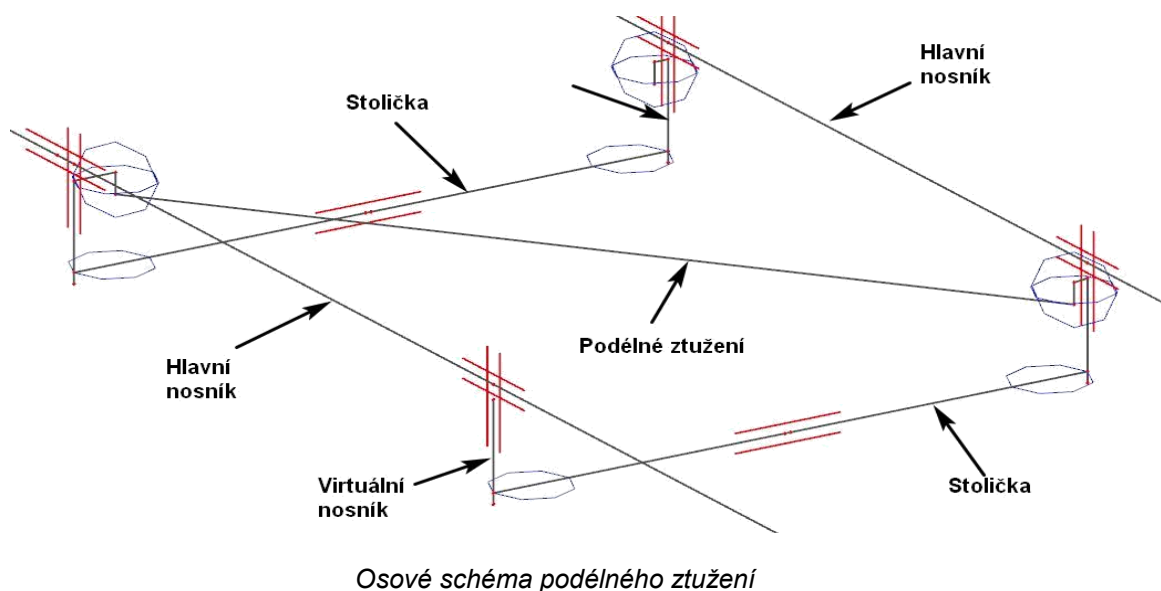 Hlavní
nosník
Stolička
Podélné ztužení
Hlavní
nosník
Virtuální
nosník
Stolička
Osové schéma podélného ztužení